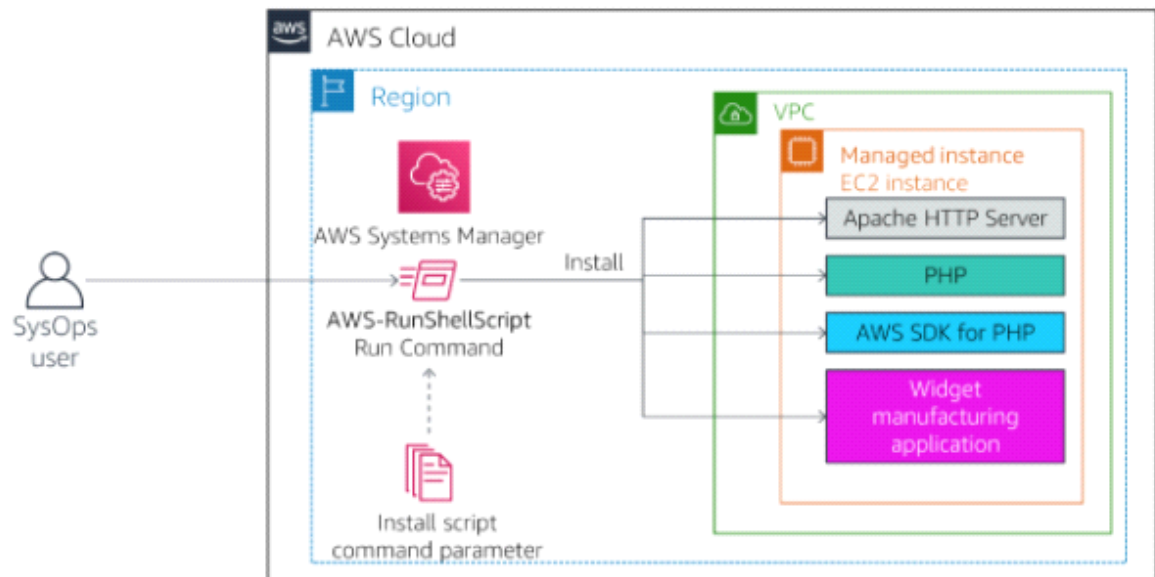 aws
AWS Cloud
Region
VPC
Managed instance
EC2 instance
AWS Systems Manager
Apache HTTP Server
Install
PHP
SysOps
user
AWS-RunShellScript
Run Command
AWS SDK for PHP
Widget
manufacturing
application
Install script
command parameter